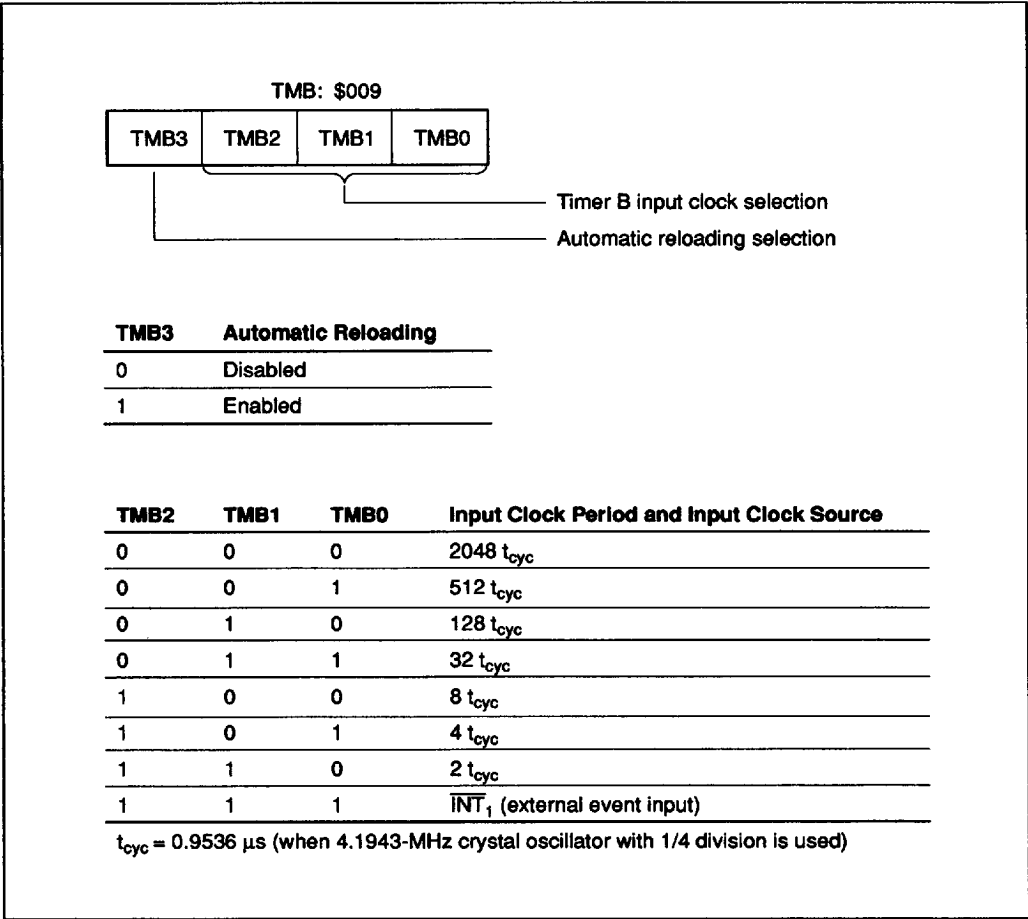 TMB: $009
TMB3 TMB2 TMB1 TMB0
Timer B input clock selection
Automatic reloading selection
TMB3 Automatic Reloading
0 Disabled
1 Enabled
TMB2 TMB1 TMB0 Input Clock Period and Input Clock Source
0 0 0 2048 tcyc
0 0 1 512 tcyc
0 1 0 128 tcyc
0 1 1 32 tcyc
1 0 0 8 tcyc
1 0 1 4 tcyc
1 1 0 2 tcyc
1 1 1 I̅N̅T̅1 (external event input)
tcyc = 0.9536 µs (when 4.1943-MHz crystal oscillator with 1/4 division is used)